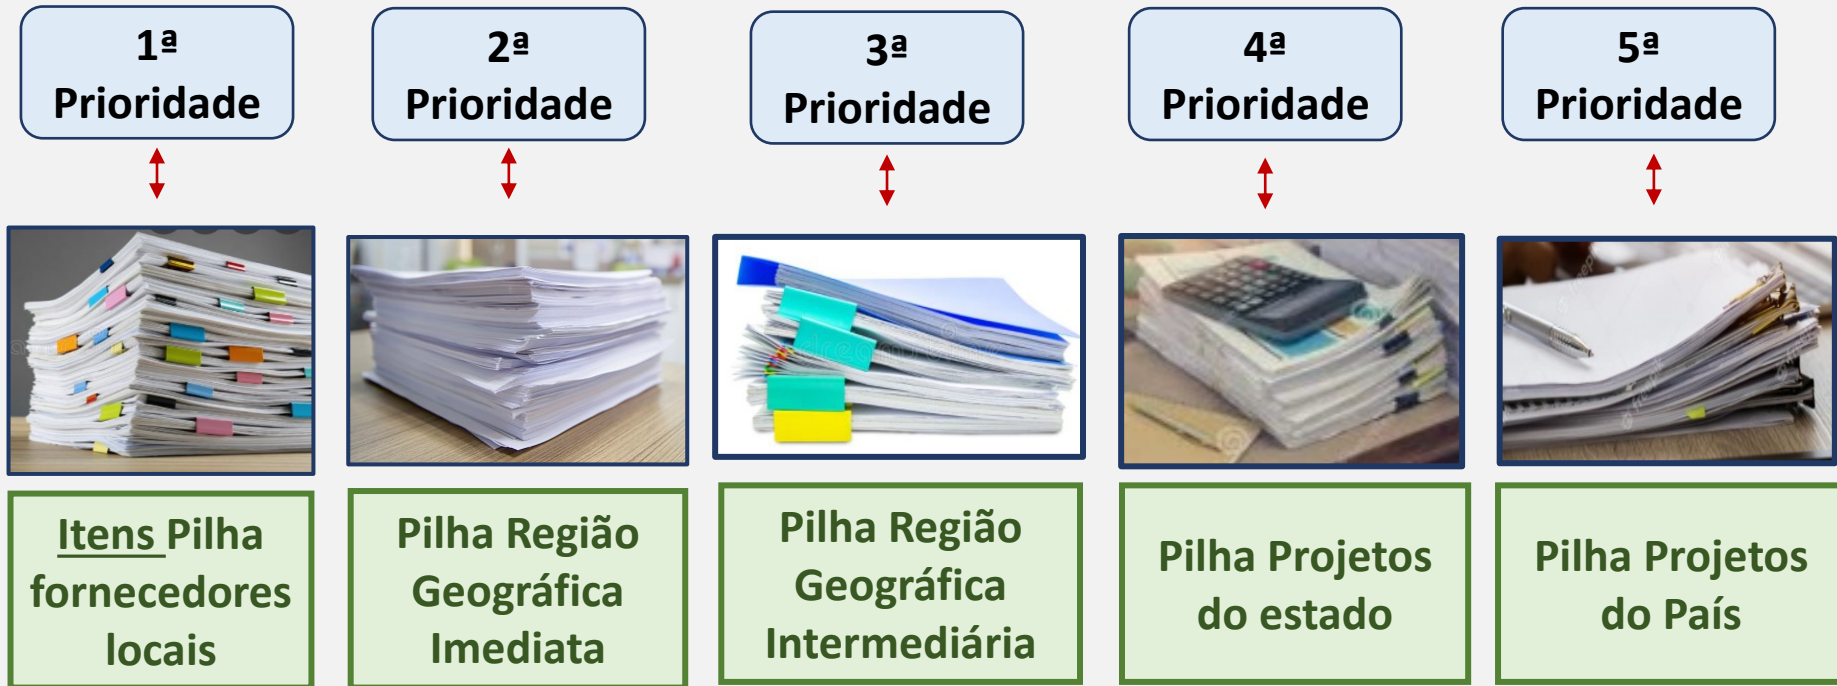 1ª
Prioridade
2ª
Prioridade
3ª
Prioridade
4ª
Prioridade
5ª
Prioridade
Itens Pilha
fornecedores
locais
Pilha Região
Geográfica
Imediata
Pilha Região
Geográfica
Intermediária
Pilha Projetos
do estado
Pilha Projetos
do País